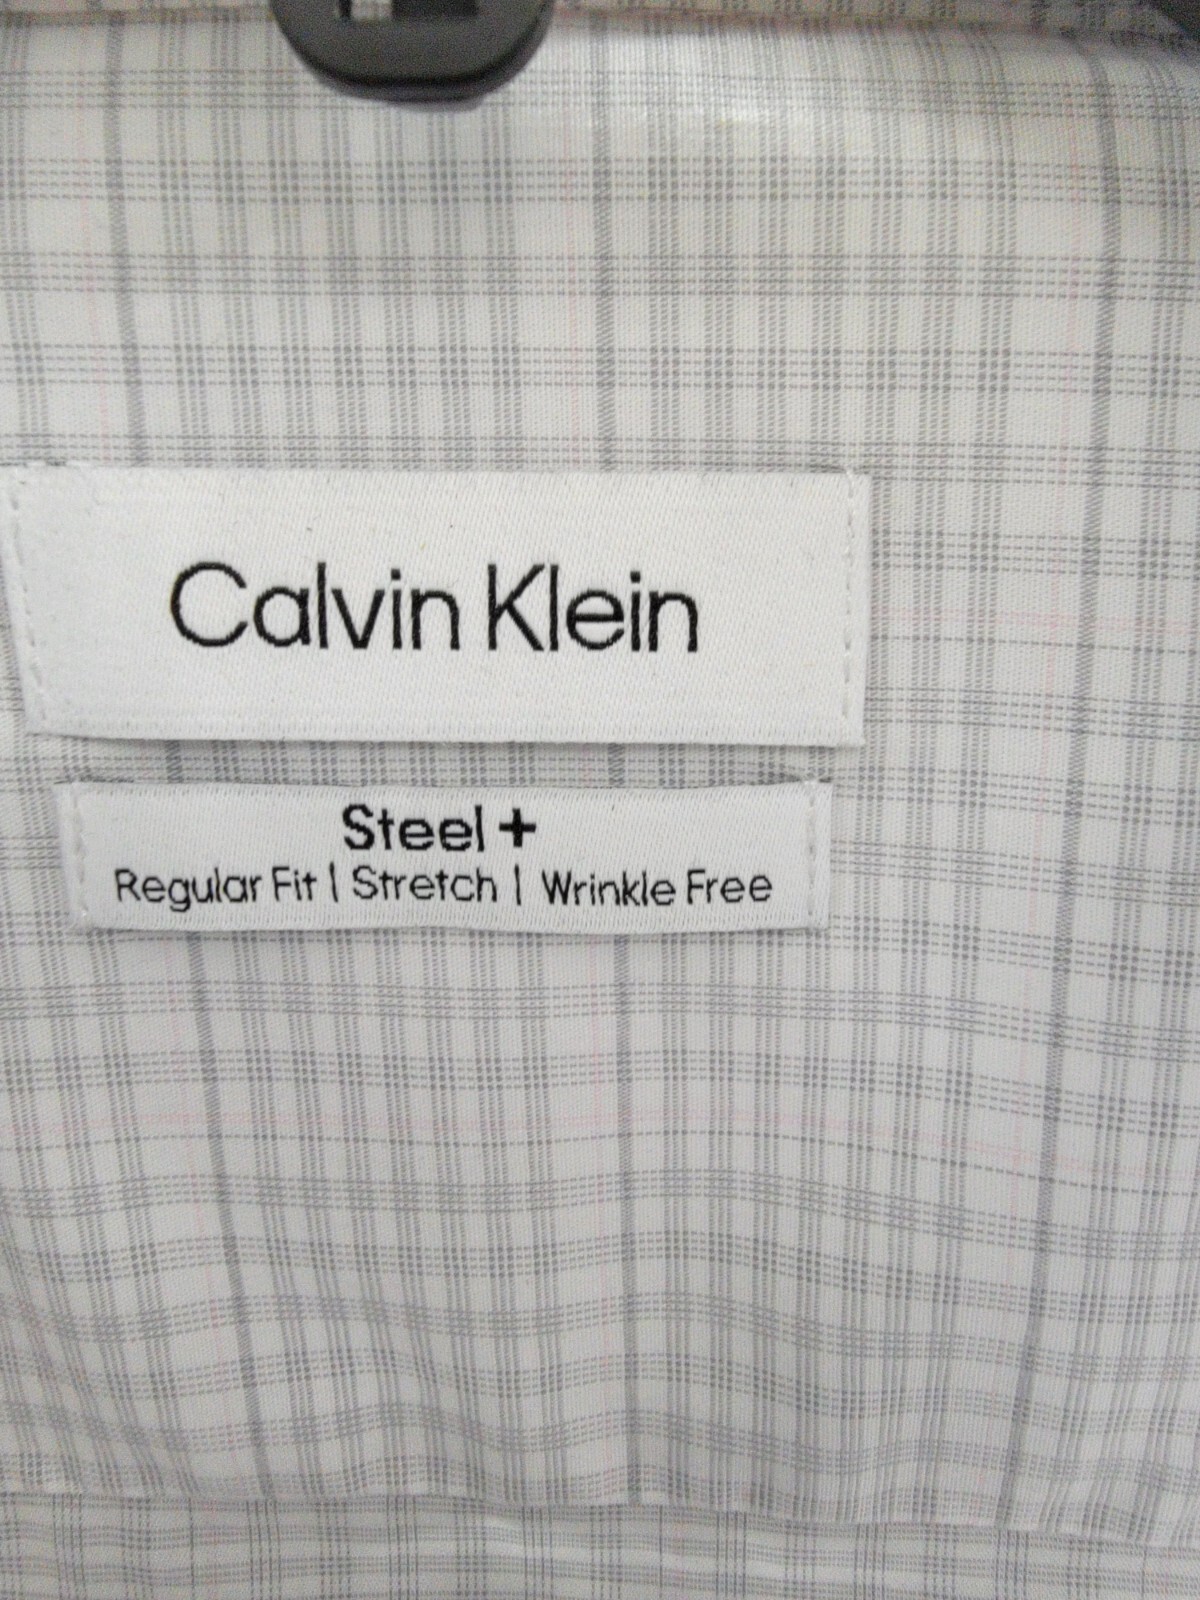 Calvin Klein
Steel +
Regular Fit | Stretch | Wrinkle Free